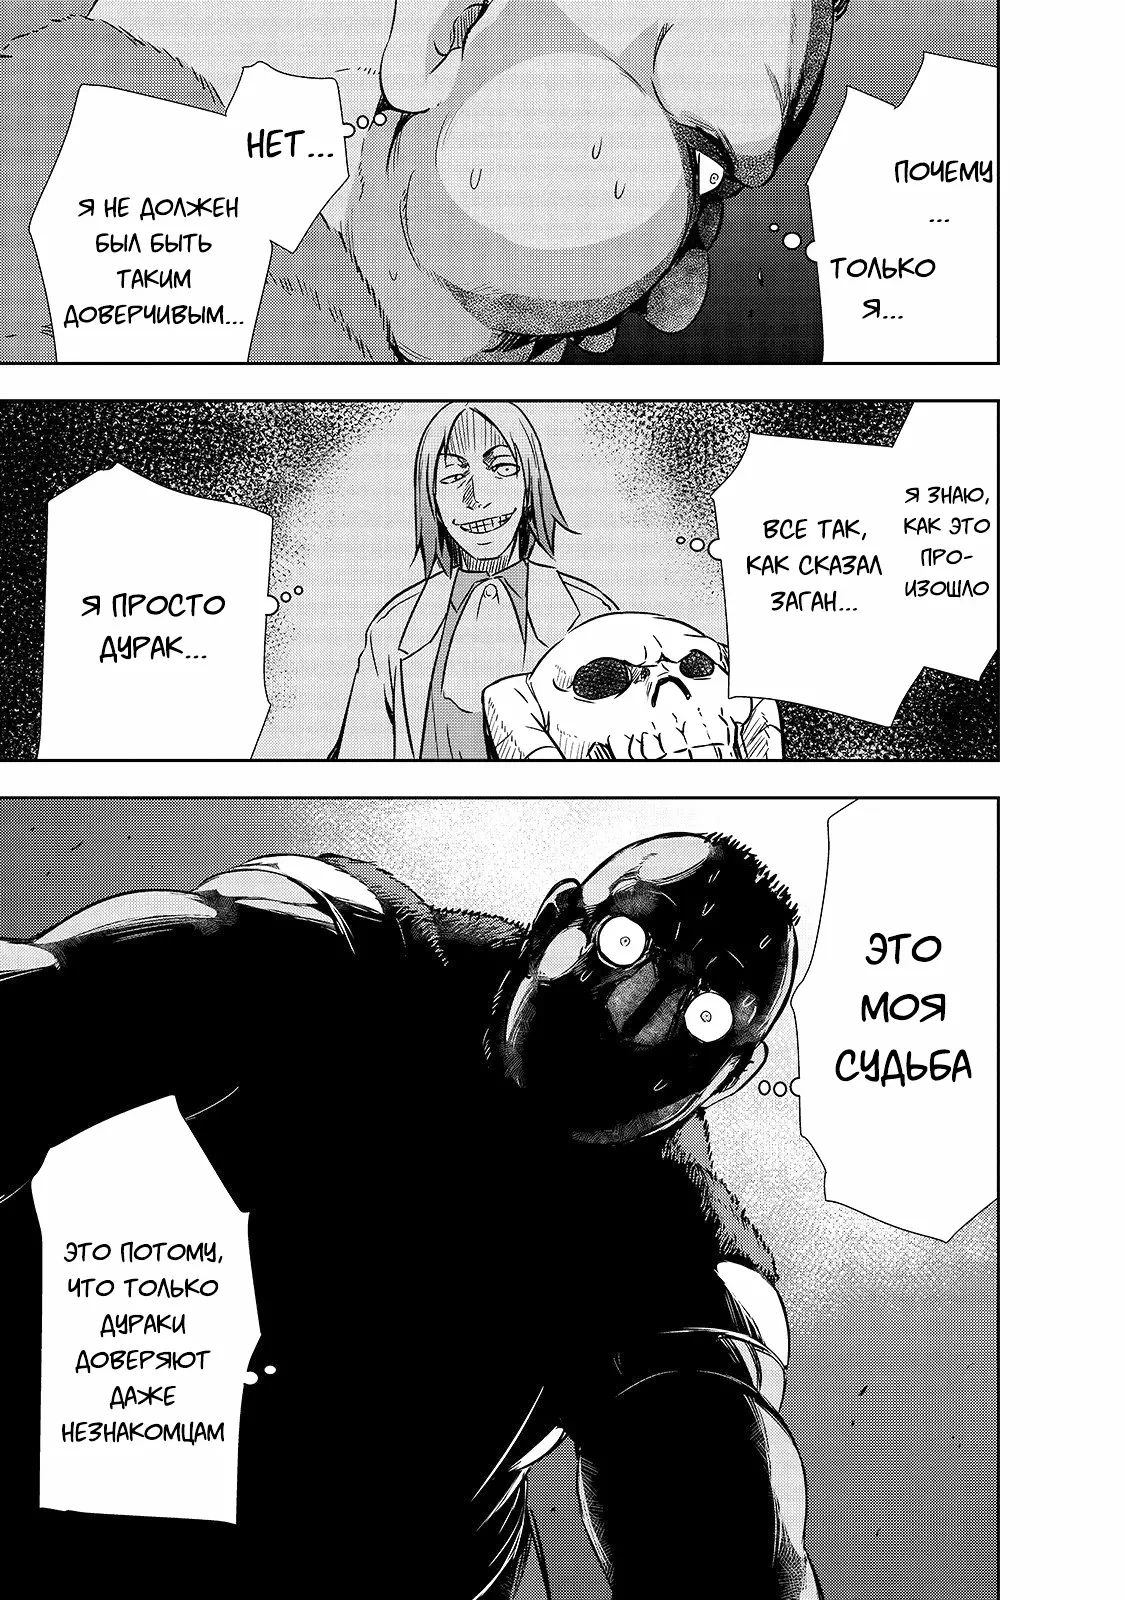 ПОЧЕМУ
...
ТОЛЬКО
Я...
НЕТ...
Я НЕ ДОЛЖЕН
БЫЛ БЫТЬ
ТАКИМ
ДОВЕРЧИВЫМ...
Я ЗНАЮ,
КАК ЭТО
ПРО-
ИЗОШЛО
ВСЕ ТАК,
КАК СКАЗАЛ
ЗАГАН...
Я ПРОСТО
ДУРАК...
ЭТО
МОЯ
СУДЬБА
ЭТО ПОТОМУ,
ЧТО ТОЛЬКО
ДУРАКИ
ДОВЕРЯЮТ
ДАЖЕ
НЕЗНАКОМЦАМ